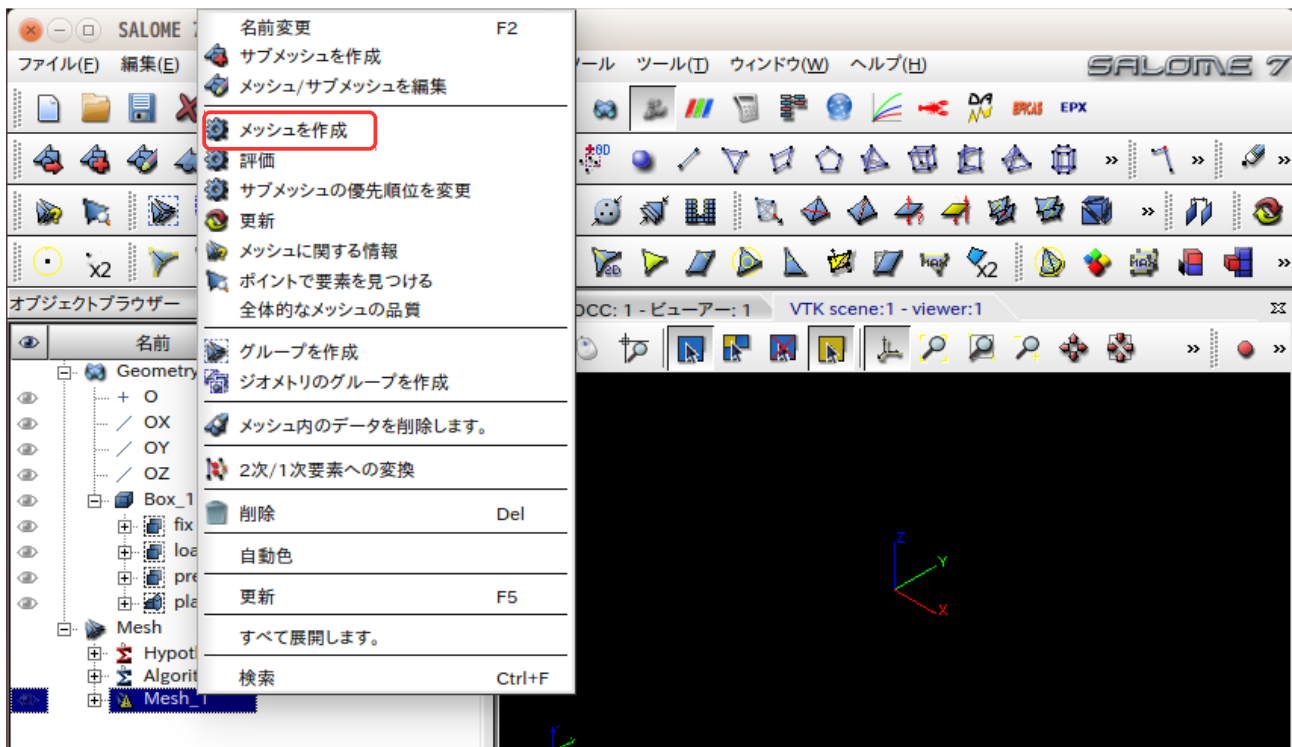 SALOME 7
ファイル(F) 編集(E) ール ツール(T) ウィンドウ(W) ヘルプ(H) SALOME 7
名前変更 F2
サブメッシュを作成
メッシュ/サブメッシュを編集
メッシュを作成
評価
サブメッシュの優先順位を変更
更新
メッシュに関する情報
ポイントで要素を見つける
全体的なメッシュの品質
グループを作成
ジオメトリのグループを作成
メッシュ内のデータを削除します。
2次/1次要素への変換
削除 Del
自動色
更新 F5
すべて展開します。
検索 Ctrl+F
EPX
x2
2D
x2
オブジェクトブラウザー
OCC: 1 - ビューアー: 1 VTK scene:1 - viewer:1
名前
Geometry
O
OX
OY
OZ
Box_1
fix
loa
pre
pla
Mesh
Hypot
Algorit
Mesh_1
Z
Y
X